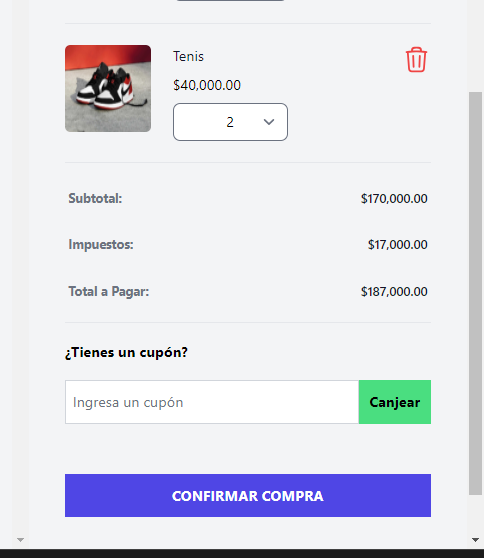 Tenis
$40,000.00
2
Subtotal: $170,000.00
Impuestos: $17,000.00
Total a Pagar: $187,000.00
¿Tienes un cupón?
Ingresa un cupón Canjear
CONFIRMAR COMPRA